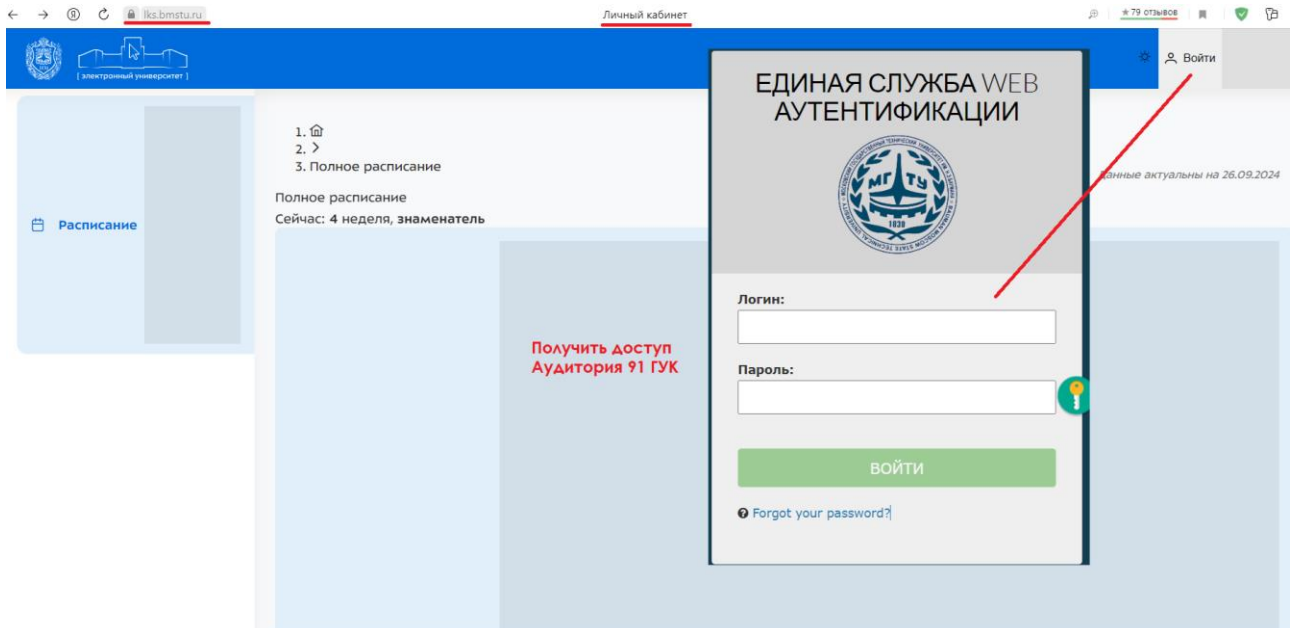 lks.bmstu.ru
Личный кабинет
★ 79 отзывов
[ электронный университет ]
Войти
Расписание
1.
2. >
3. Полное расписание
Данные актуальны на 26.09.2024
Полное расписание
Сейчас: 4 неделя, знаменатель
Получить доступ
Аудитория 91 ГУК
ЕДИНАЯ СЛУЖБА WEB
АУТЕНТИФИКАЦИИ
МГТУ
1830
Логин:
Пароль:
ВОЙТИ
Forgot your password?